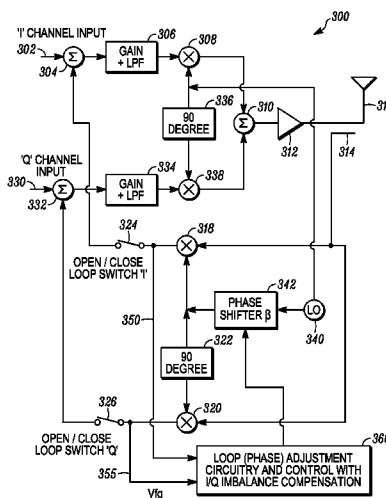 300
'I' CHANNEL INPUT
302
304
Σ
306
GAIN
+ LPF
308
336
90
DEGREE
310
Σ
312
314
'Q' CHANNEL
INPUT
330
332
Σ
334
GAIN
+ LPF
338
324
318
OPEN / CLOSE
LOOP SWITCH 'I'
342
PHASE
SHIFTER β
LO
340
350
322
90
DEGREE
326
320
OPEN / CLOSE
LOOP SWITCH 'Q'
355
Vfq
360
LOOP (PHASE) ADJUSTMENT
CIRCUITRY AND CONTROL WITH
I/Q IMBALANCE COMPENSATION